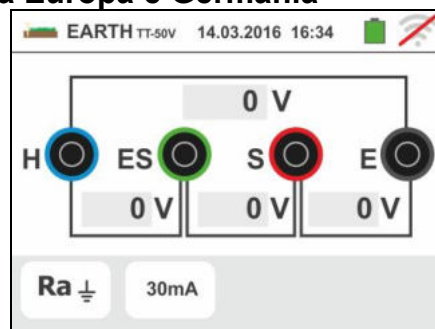 a Europa o Germania
EARTH TT-50V 14.03.2016 16:34
0 V
H ES S E
0 V 0 V 0 V
Ra 30mA